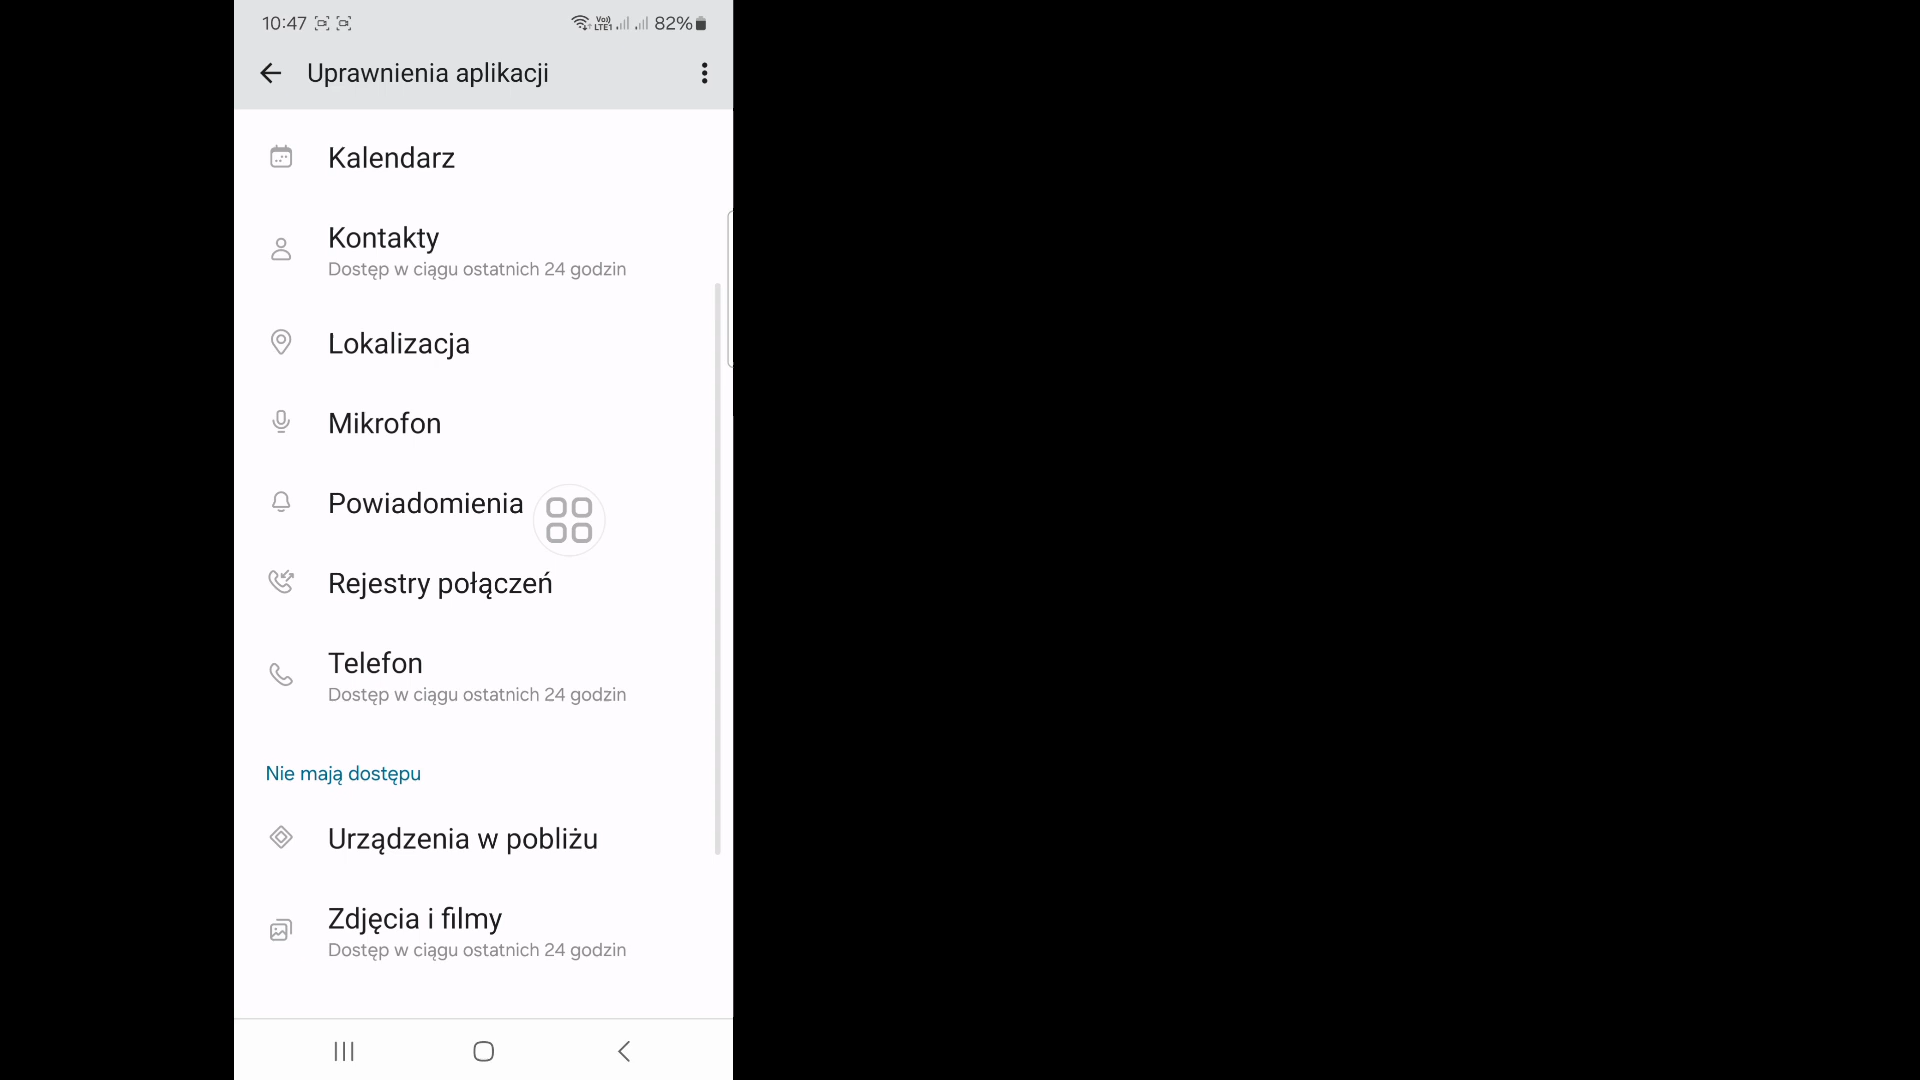 10:47
VoLTE1 82%
Uprawnienia aplikacji
Kalendarz
Kontakty
Dostęp w ciągu ostatnich 24 godzin
Lokalizacja
Mikrofon
Powiadomienia
Rejestry połączeń
Telefon
Dostęp w ciągu ostatnich 24 godzin
Nie mają dostępu
Urządzenia w pobliżu
Zdjęcia i filmy
Dostęp w ciągu ostatnich 24 godzin